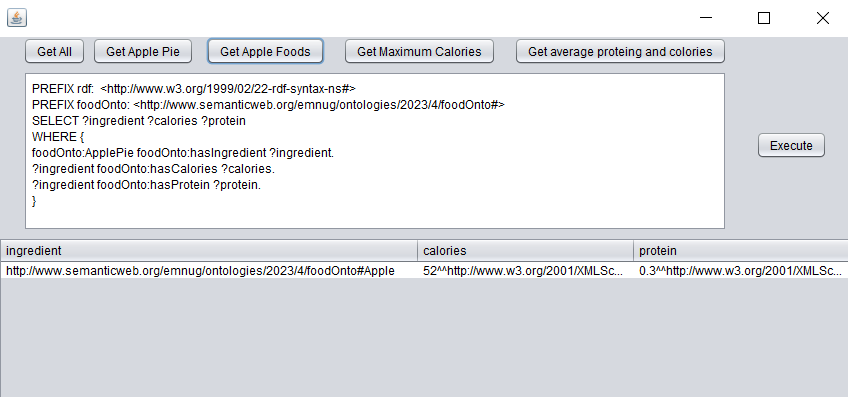 Get All Get Apple Pie Get Apple Foods Get Maximum Calories Get average proteing and colories
PREFIX rdf: <http://www.w3.org/1999/02/22-rdf-syntax-ns#>
PREFIX foodOnto: <http://www.semanticweb.org/emnug/ontologies/2023/4/foodOnto#>
SELECT ?ingredient ?calories ?protein
WHERE {
foodOnto:ApplePie foodOnto:hasIngredient ?ingredient.
?ingredient foodOnto:hasCalories ?calories.
?ingredient foodOnto:hasProtein ?protein.
}
Execute
ingredient calories protein
http://www.semanticweb.org/emnug/ontologies/2023/4/foodOnto#Apple 52^^http://www.w3.org/2001/XMLSc... 0.3^^http://www.w3.org/2001/XMLSc...